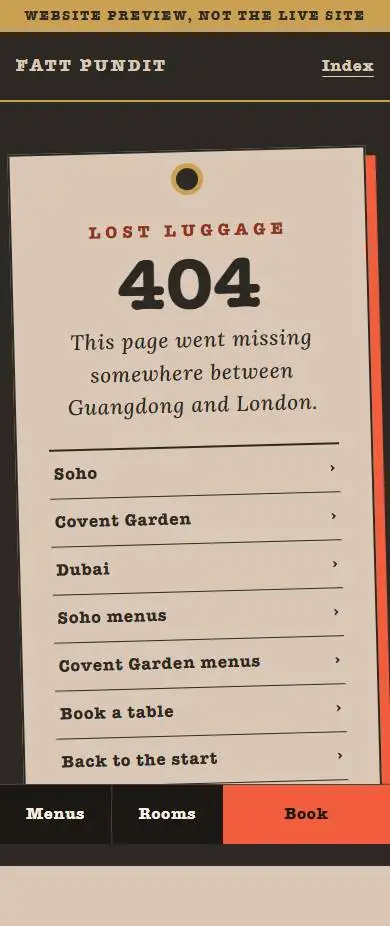 WEBSITE PREVIEW, NOT THE LIVE SITE
FATT PUNDIT
Index
LOST LUGGAGE
404
This page went missing
somewhere between
Guangdong and London.
Soho ›
Covent Garden ›
Dubai ›
Soho menus ›
Covent Garden menus ›
Book a table ›
Back to the start ›
Menus
Rooms
Book